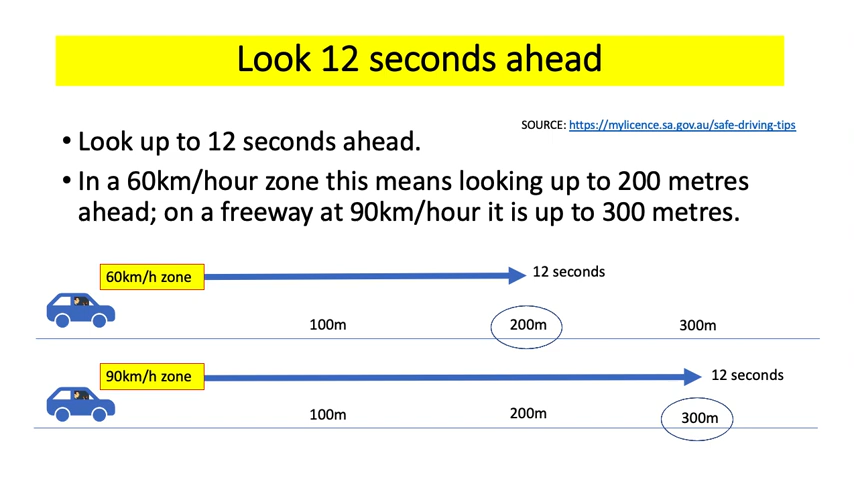 Look 12 seconds ahead
SOURCE: https://mylicence.sa.gov.au/safe-driving-tips
• Look up to 12 seconds ahead.
• In a 60km/hour zone this means looking up to 200 metres
ahead; on a freeway at 90km/hour it is up to 300 metres.
60km/h zone
12 seconds
100m
200m
300m
90km/h zone
12 seconds
100m
200m
300m